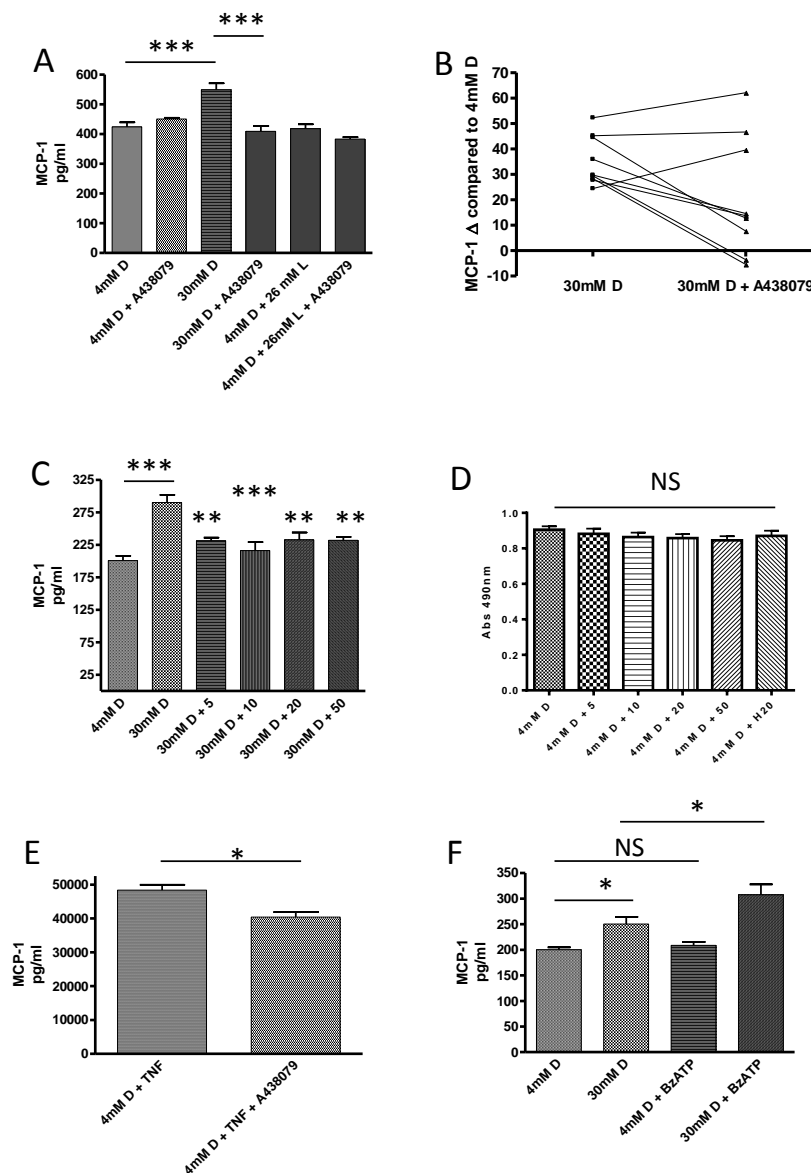 A
***
***
MCP-1
pg/ml
600
500
400
300
200
100
0
4mM D
4mM D + A438079
30mM D
30mM D + A438079
4mM D + 26 mM L
4mM D + 26mM L + A438079
B
MCP-1 Δ compared to 4mM D
70
60
50
40
30
20
10
0
-10
30mM D
30mM D + A438079
C
***
***
**
**
**
MCP-1
pg/ml
325
275
225
175
125
75
25
4mM D
30mM D
30mM D + 5
30mM D + 10
30mM D + 20
30mM D + 50
D
NS
Abs 490nm
1.0
0.8
0.6
0.4
0.2
0.0
4mM D
4mM D + 5
4mM D + 10
4mM D + 20
4mM D + 50
4mM D + H20
E
*
MCP-1
pg/ml
50000
40000
30000
20000
10000
0
4mM D + TNF
4mM D + TNF + A438079
F
*
NS
*
MCP-1
pg/ml
350
300
250
200
150
100
50
0
4mM D
30mM D
4mM D + BzATP
30mM D + BzATP